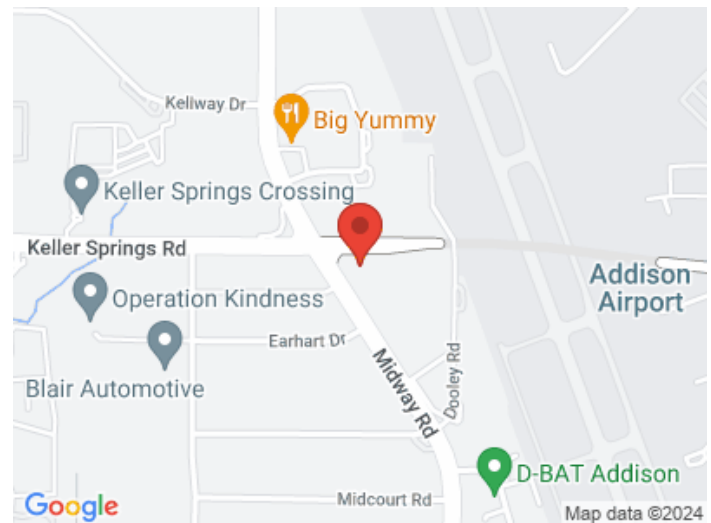 Kellway Dr
Big Yummy
Keller Springs Crossing
Keller Springs Rd
Addison
Airport
Operation Kindness
Earhart Dr
Blair Automotive
Midway Rd
Dooley Rd
D-BAT Addison
Midcourt Rd
Google
Map data ©2024